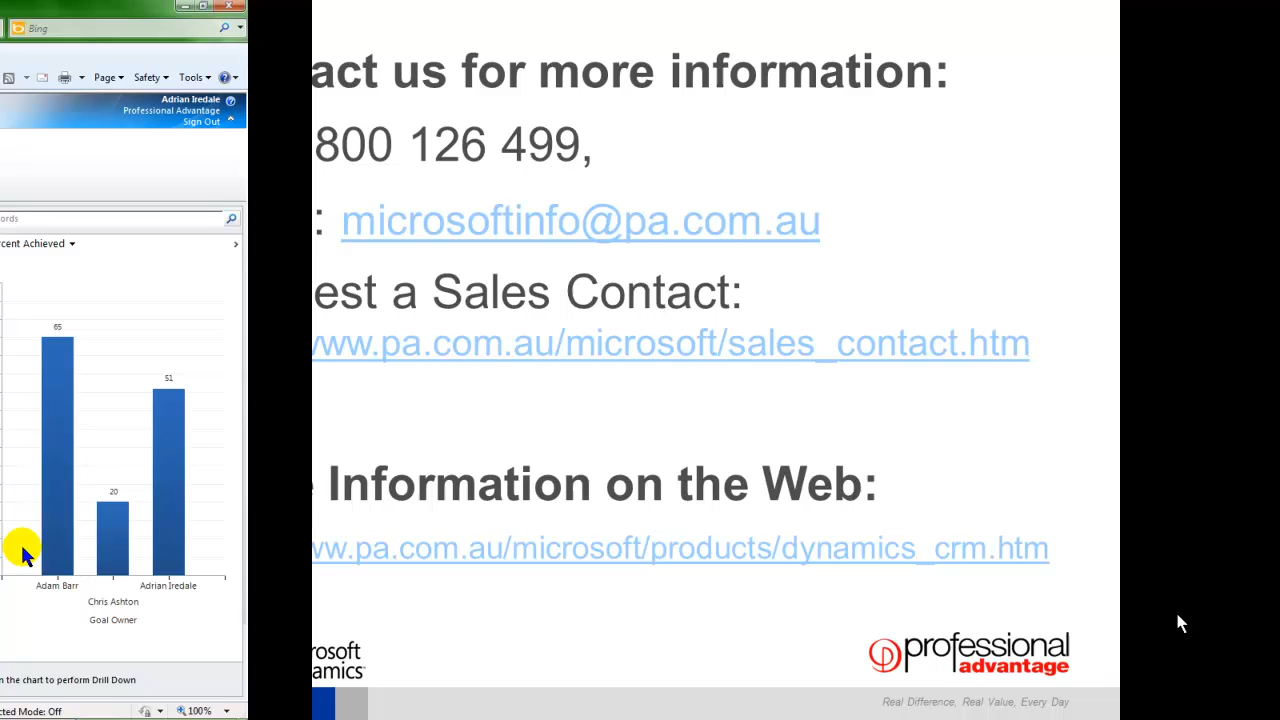 Bing
Page Safety Tools
Adrian Iredale
Professional Advantage
Sign Out
ords
cent Achieved
65
51
20
Adam Barr Adrian Iredale
Chris Ashton
Goal Owner
n the chart to perform Drill Down
cted Mode: Off 100%
act us for more information:
800 126 499,
: microsoftinfo@pa.com.au
est a Sales Contact:
www.pa.com.au/microsoft/sales_contact.htm
e Information on the Web:
ww.pa.com.au/microsoft/products/dynamics_crm.htm
rosoft
amics
professional
advantage
Real Difference, Real Value, Every Day